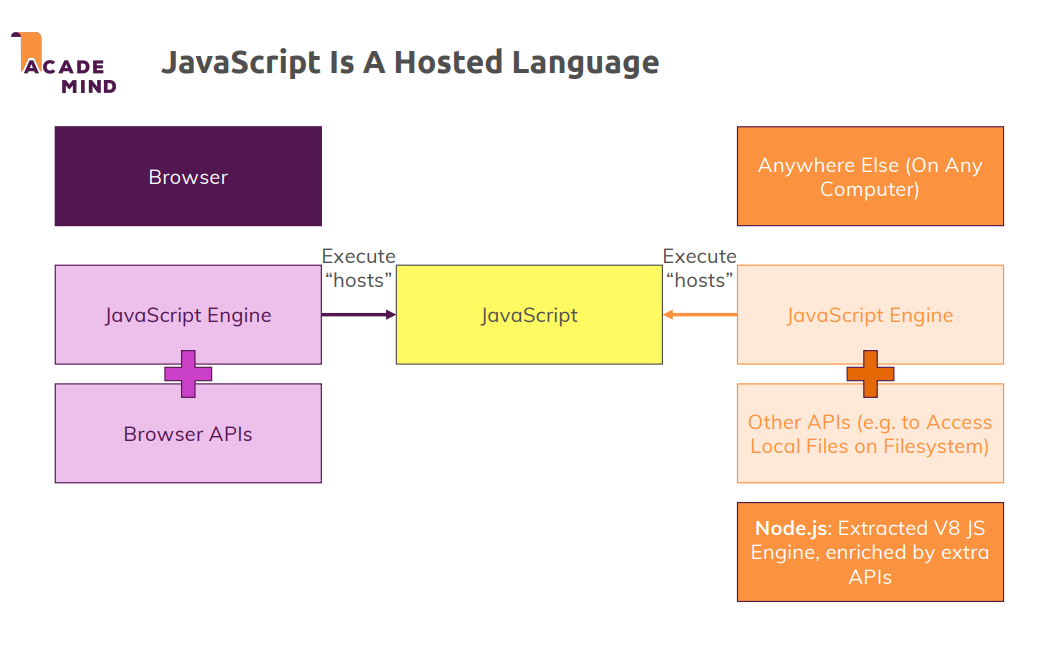 ACADE
MIND
JavaScript Is A Hosted Language
Browser
Anywhere Else (On Any
Computer)
Execute
“hosts”
Execute
“hosts”
JavaScript Engine
JavaScript
JavaScript Engine
Browser APIs
Other APIs (e.g. to Access
Local Files on Filesystem)
Node.js: Extracted V8 JS
Engine, enriched by extra
APIs